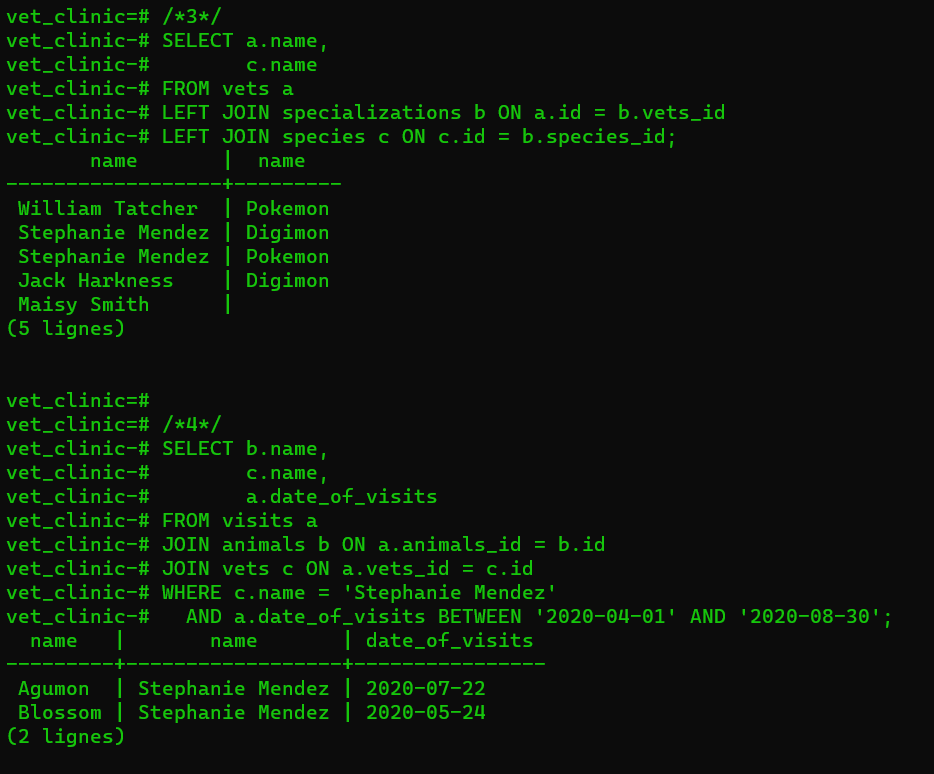 vet_clinic=# /*3*/
vet_clinic-# SELECT a.name,
vet_clinic-#        c.name
vet_clinic-# FROM vets a
vet_clinic-# LEFT JOIN specializations b ON a.id = b.vets_id
vet_clinic-# LEFT JOIN species c ON c.id = b.species_id;
       name       |  name
------------------+---------
 William Tatcher  | Pokemon
 Stephanie Mendez | Digimon
 Stephanie Mendez | Pokemon
 Jack Harkness    | Digimon
 Maisy Smith      |
(5 lignes)
vet_clinic=#
vet_clinic=# /*4*/
vet_clinic-# SELECT b.name,
vet_clinic-#        c.name,
vet_clinic-#        a.date_of_visits
vet_clinic-# FROM visits a
vet_clinic-# JOIN animals b ON a.animals_id = b.id
vet_clinic-# JOIN vets c ON a.vets_id = c.id
vet_clinic-# WHERE c.name = 'Stephanie Mendez'
vet_clinic-#   AND a.date_of_visits BETWEEN '2020-04-01' AND '2020-08-30';
  name   |       name       | date_of_visits
---------+------------------+----------------
 Agumon  | Stephanie Mendez | 2020-07-22
 Blossom | Stephanie Mendez | 2020-05-24
(2 lignes)